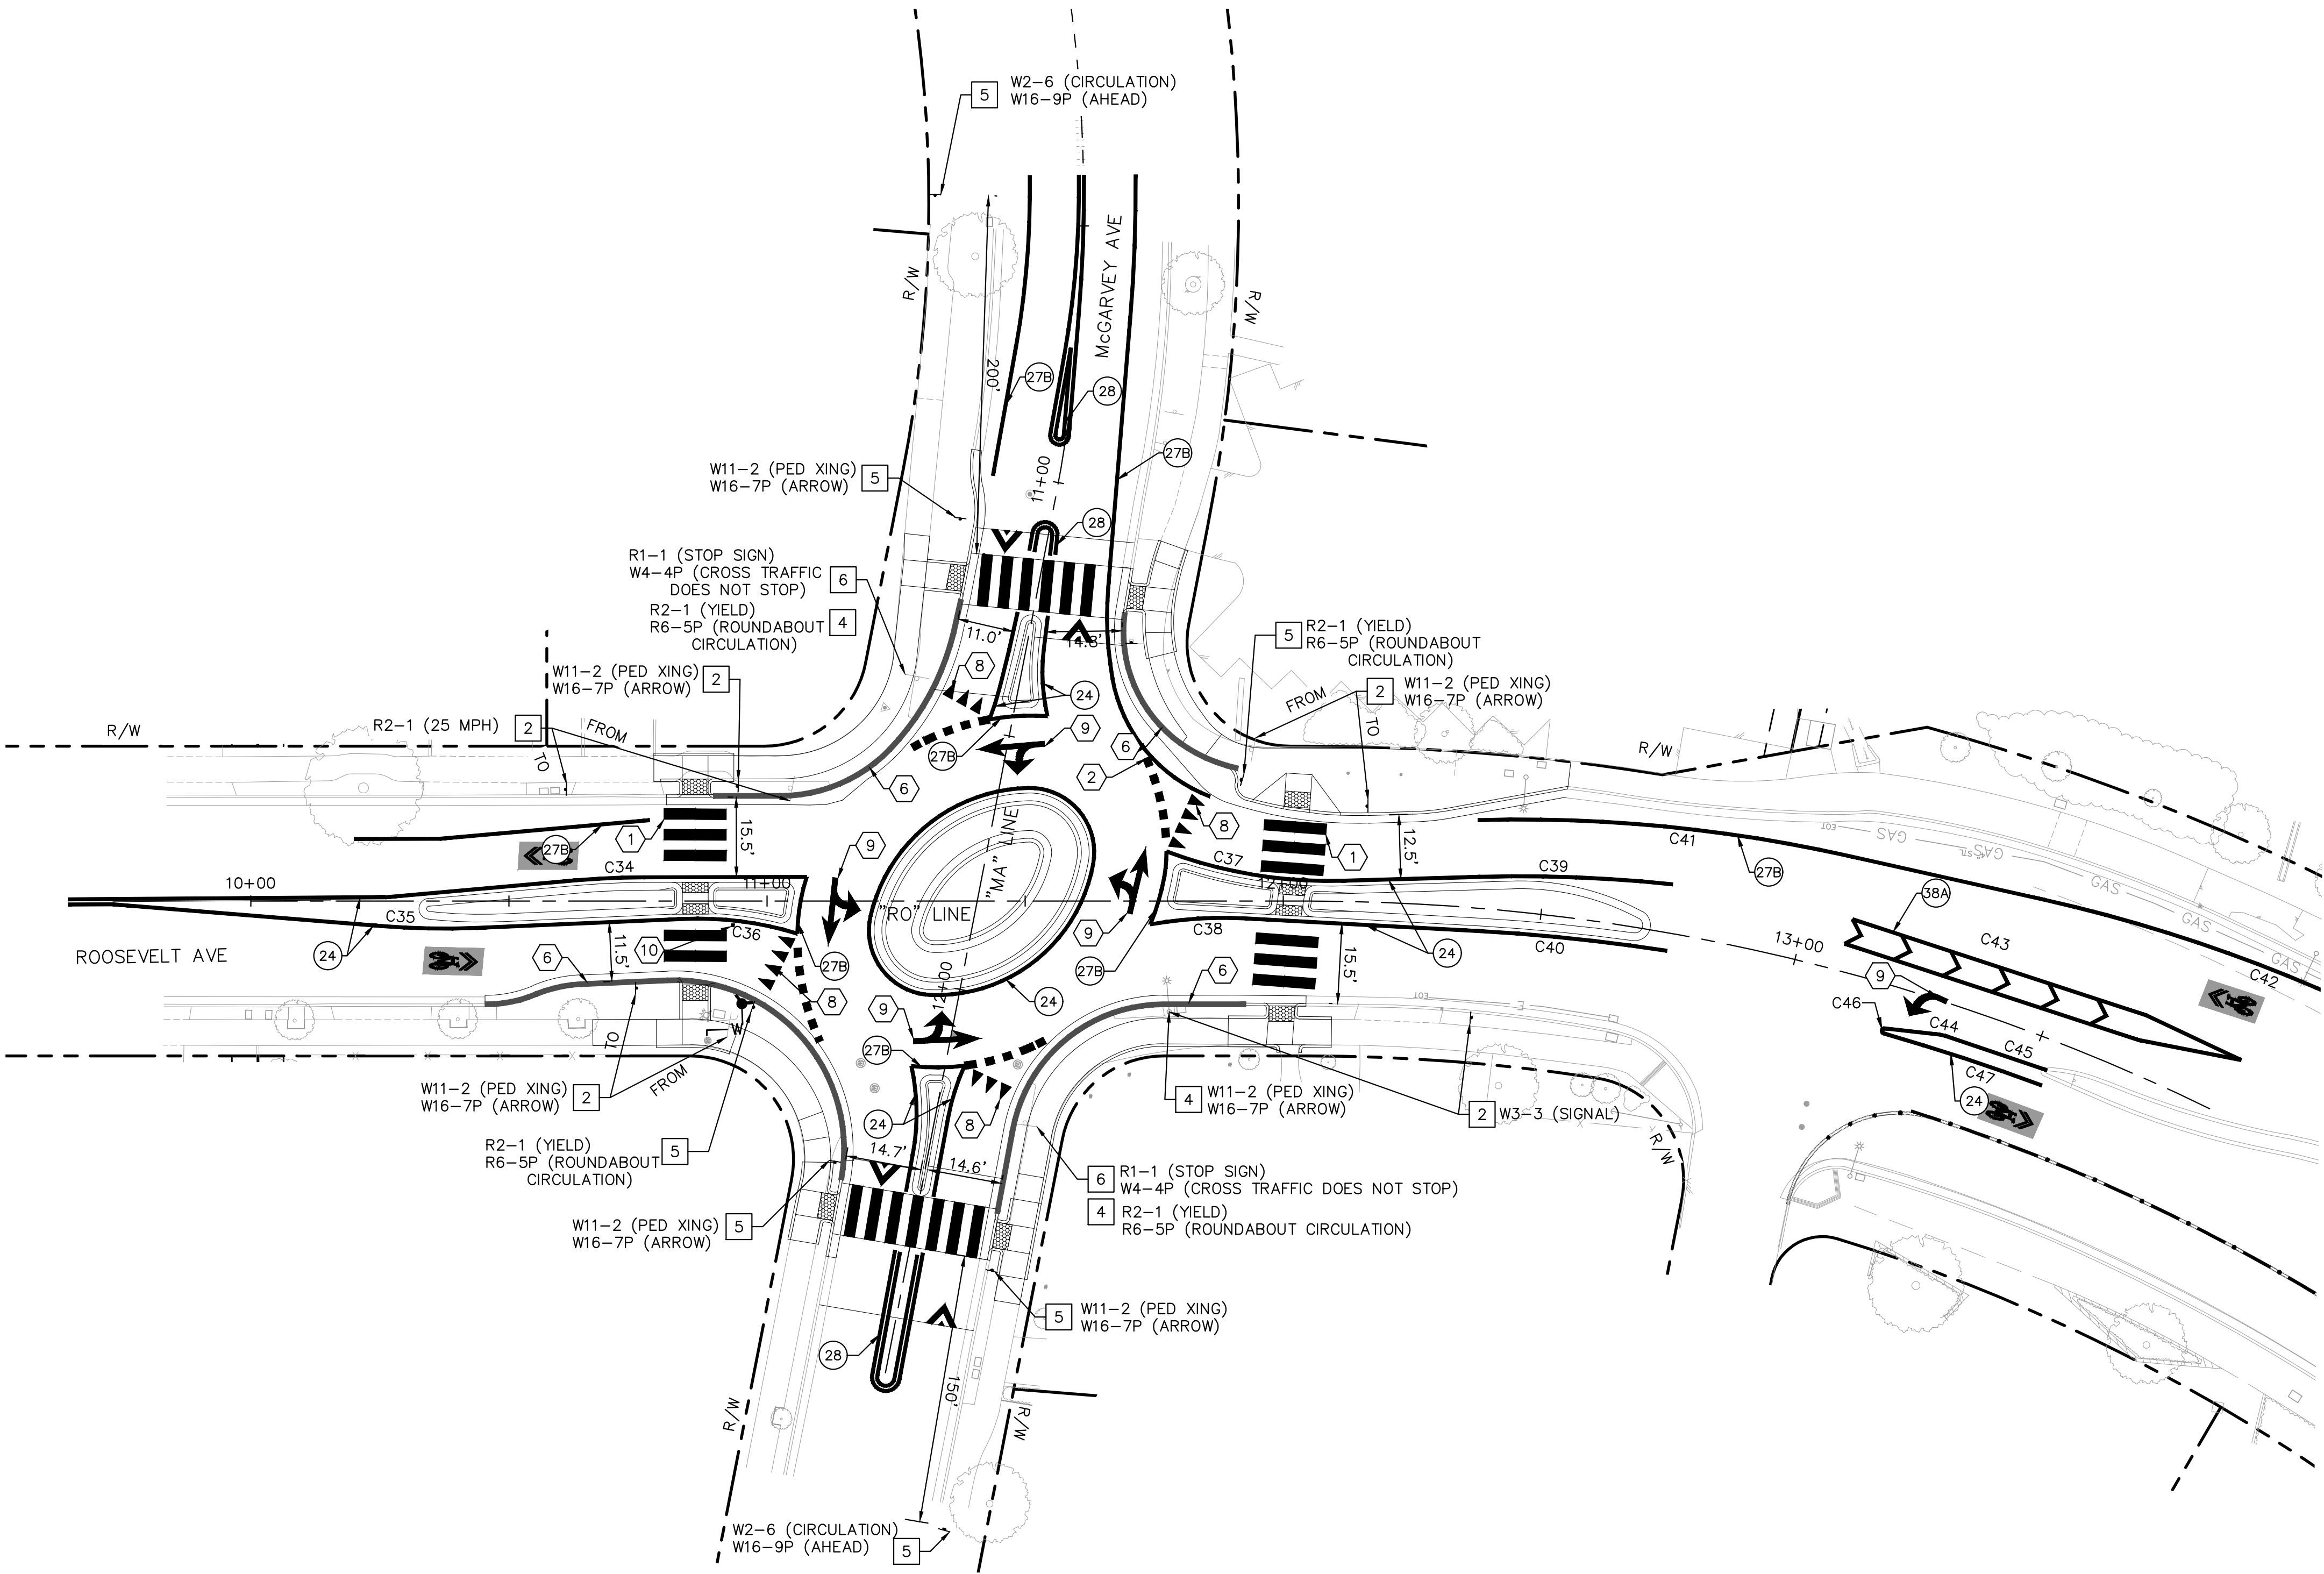 5
W2-6 (CIRCULATION)
W16-9P (AHEAD)
McGARVEY AVE
R/W
R/W
200'
27B
28
27B
11+00
W11-2 (PED XING)
W16-7P (ARROW)
5
28
R1-1 (STOP SIGN)
W4-4P (CROSS TRAFFIC
DOES NOT STOP)
6
R2-1 (YIELD)
R6-5P (ROUNDABOUT
CIRCULATION)
4
11.0'
14.8'
5
R2-1 (YIELD)
R6-5P (ROUNDABOUT
CIRCULATION)
W11-2 (PED XING)
W16-7P (ARROW)
2
8
24
FROM
2
W11-2 (PED XING)
W16-7P (ARROW)
TO
R/W
R2-1 (25 MPH)
2
FROM
TO
27B
9
6
2
R/W
6
8
1
1
15.5'
12.5'
27B
9
C34
C37
C39
C41
27B
EOT
GAS
4" STL
GAS
GAS
GAS
GAS
10+00
11+00
12+00
"RO" LINE
"MA" LINE
38A
C35
C36
C38
C40
C43
C42
ROOSEVELT AVE
24
11.5'
10
6
27B
8
9
27B
24
15.5'
24
13+00
9
C46
C44
C45
C47
24
12+00
9
27B
6
EOT
E
W
TO
FROM
W11-2 (PED XING)
W16-7P (ARROW)
2
24
8
4
W11-2 (PED XING)
W16-7P (ARROW)
2
W3-3 (SIGNAL)
R/W
R2-1 (YIELD)
R6-5P (ROUNDABOUT
CIRCULATION)
5
14.7'
14.6'
6
R1-1 (STOP SIGN)
W4-4P (CROSS TRAFFIC DOES NOT STOP)
4
R2-1 (YIELD)
R6-5P (ROUNDABOUT CIRCULATION)
W11-2 (PED XING)
W16-7P (ARROW)
5
5
W11-2 (PED XING)
W16-7P (ARROW)
28
150'
R/W
R/W
W2-6 (CIRCULATION)
W16-9P (AHEAD)
5